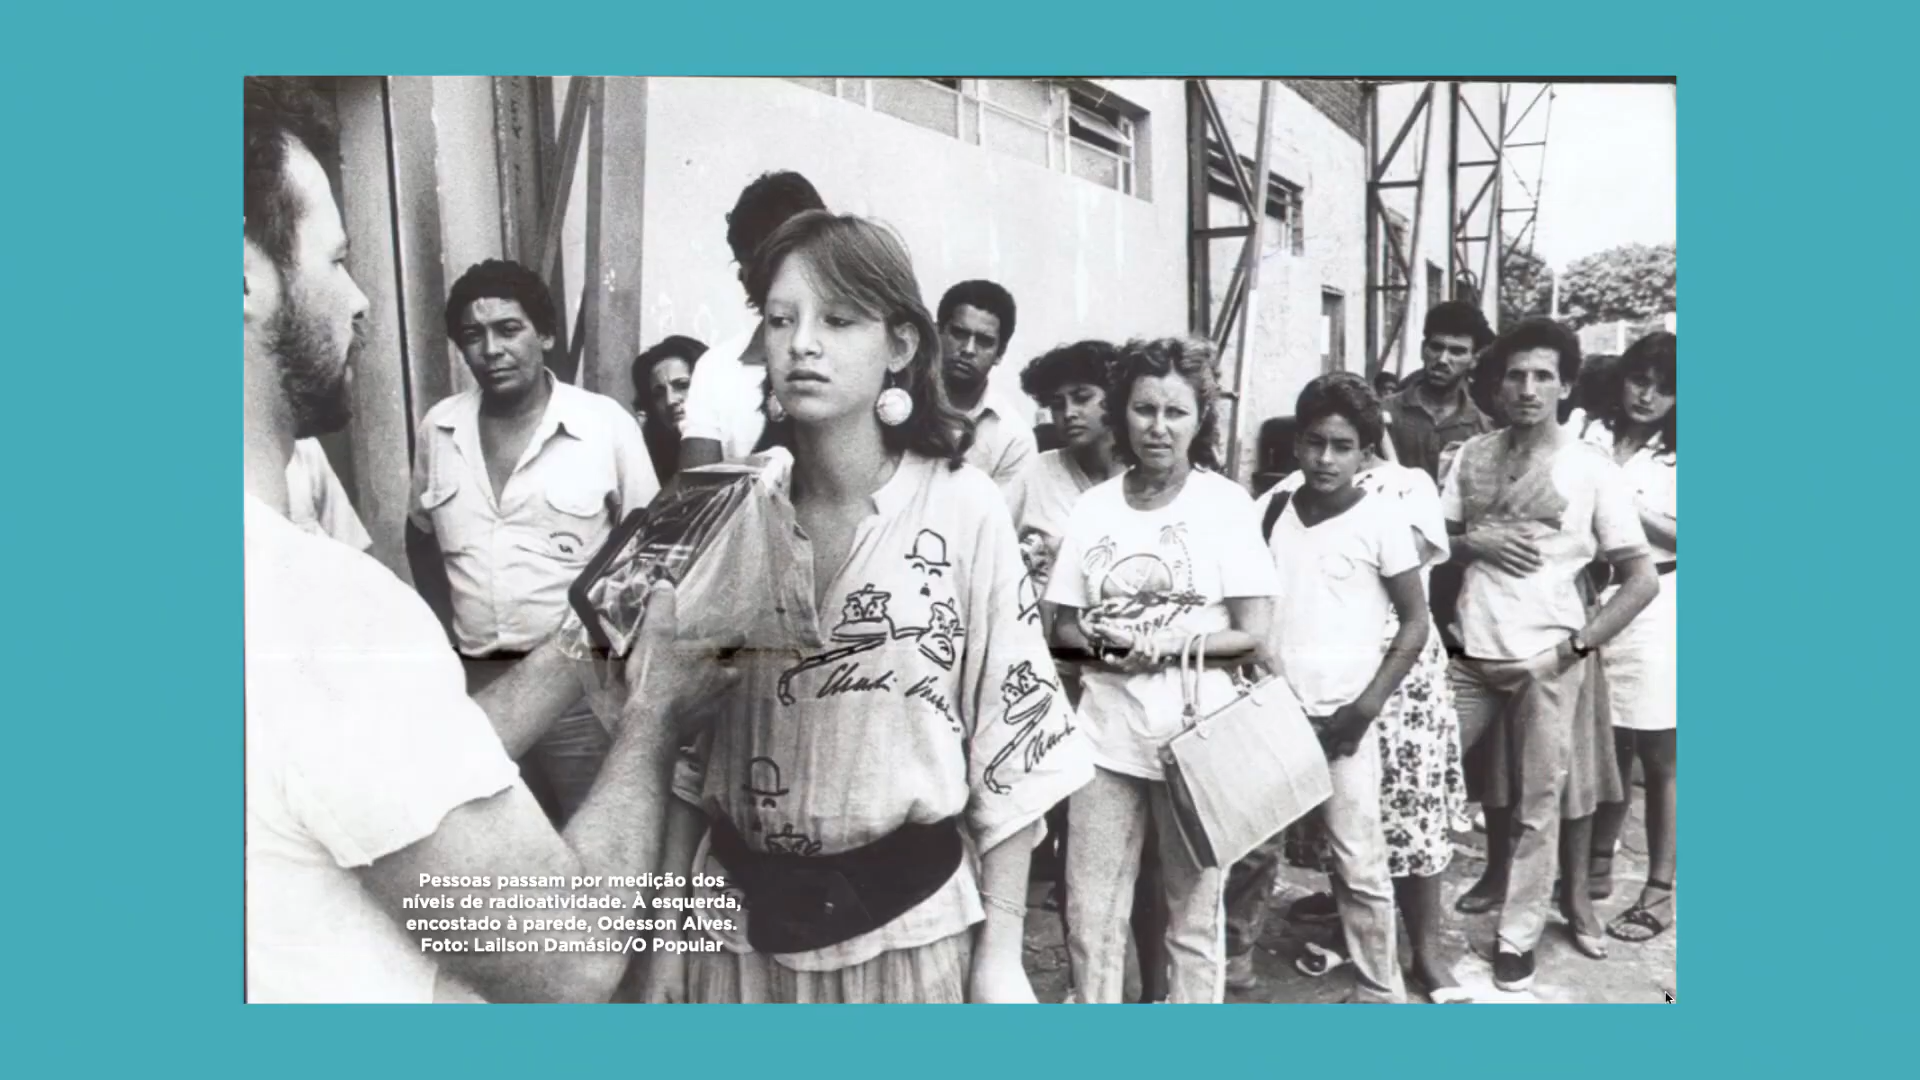 Pessoas passam por medição dos
níveis de radioatividade. À esquerda,
encostado à parede, Odesson Alves.
Foto: Lailson Damásio/O Popular